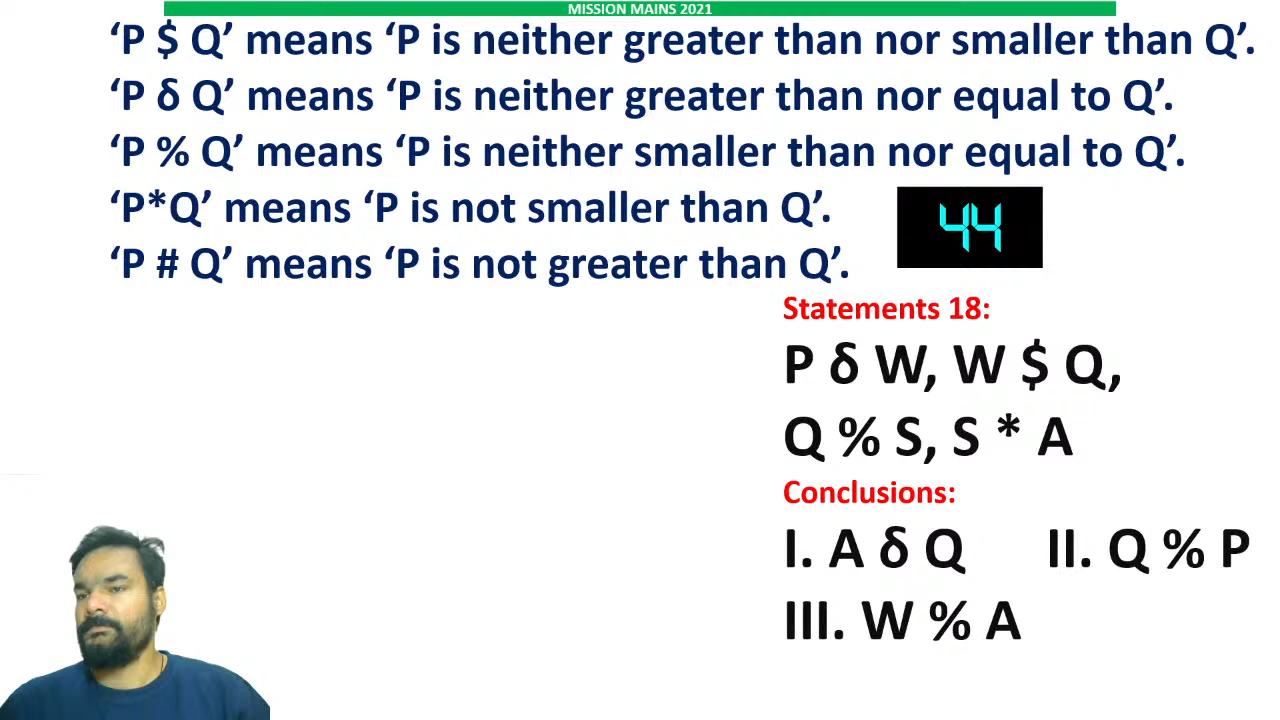 MISSION MAINS 2021
‘P $ Q’ means ‘P is neither greater than nor smaller than Q’.
‘P δ Q’ means ‘P is neither greater than nor equal to Q’.
‘P % Q’ means ‘P is neither smaller than nor equal to Q’.
‘P*Q’ means ‘P is not smaller than Q’.
‘P # Q’ means ‘P is not greater than Q’.
44
Statements 18:
P δ W, W $ Q,
Q % S, S * A
Conclusions:
I. A δ Q II. Q % P
III. W % A